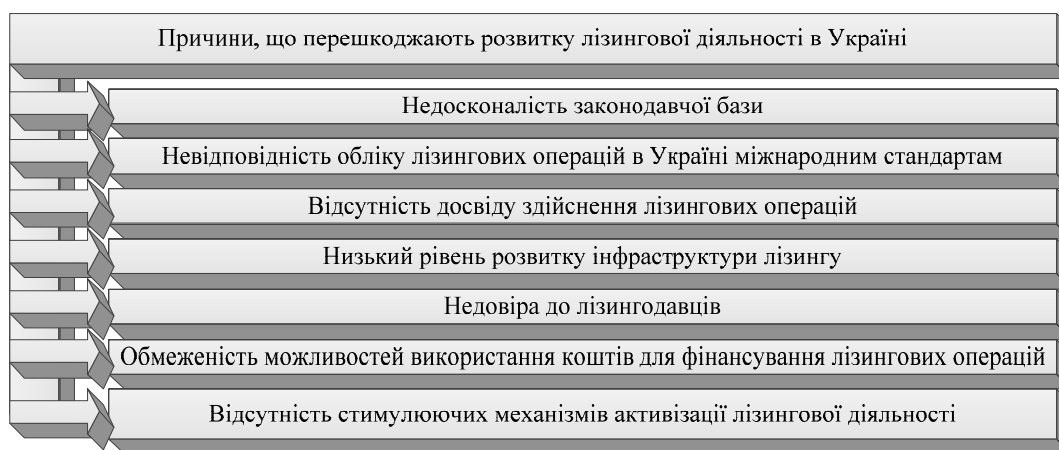 Причини, що перешкоджають розвитку лізингової діяльності в Україні
Недосконалість законодавчої бази
Невідповідність обліку лізингових операцій в Україні міжнародним стандартам
Відсутність досвіду здійснення лізингових операцій
Низький рівень розвитку інфраструктури лізингу
Недовіра до лізингодавців
Обмеженість можливостей використання коштів для фінансування лізингових операцій
Відсутність стимулюючих механізмів активізації лізингової діяльності